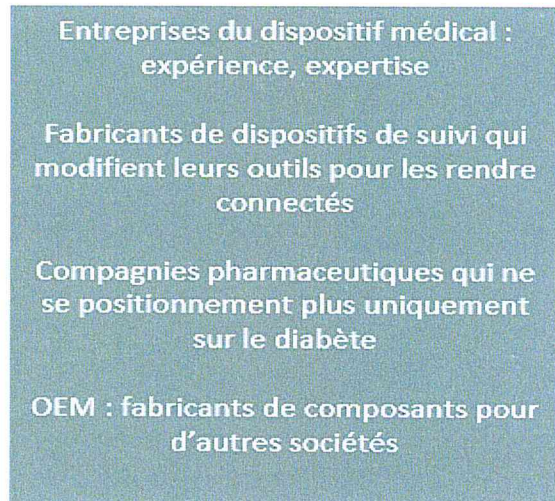 Entreprises du dispositif médical :
expérience, expertise
Fabricants de dispositifs de suivi qui
modifient leurs outils pour les rendre
connectés
Compagnies pharmaceutiques qui ne
se positionnement plus uniquement
sur le diabète
OEM : fabricants de composants pour
d'autres sociétés